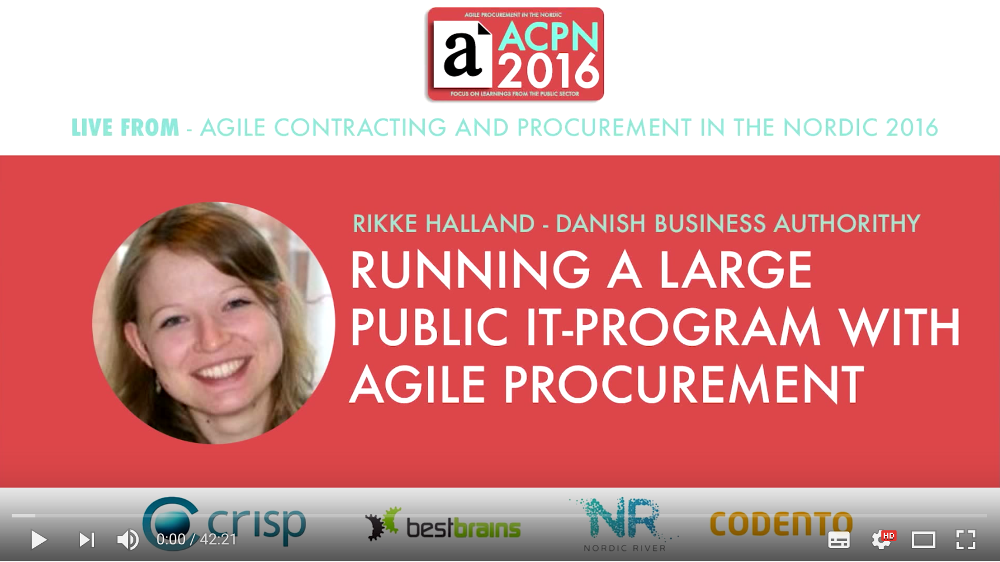 AGILE PROCUREMENT IN THE NORDIC
a
ACPN
2016
FOCUS ON LEARNINGS FROM THE PUBLIC SECTOR
LIVE FROM - AGILE CONTRACTING AND PROCUREMENT IN THE NORDIC 2016
RIKKE HALLAND - DANISH BUSINESS AUTHORITHY
RUNNING A LARGE
PUBLIC IT-PROGRAM WITH
AGILE PROCUREMENT
crisp
bestbrains
NR
NORDIC RIVER
CODENTO
0:00 / 42:21
HD